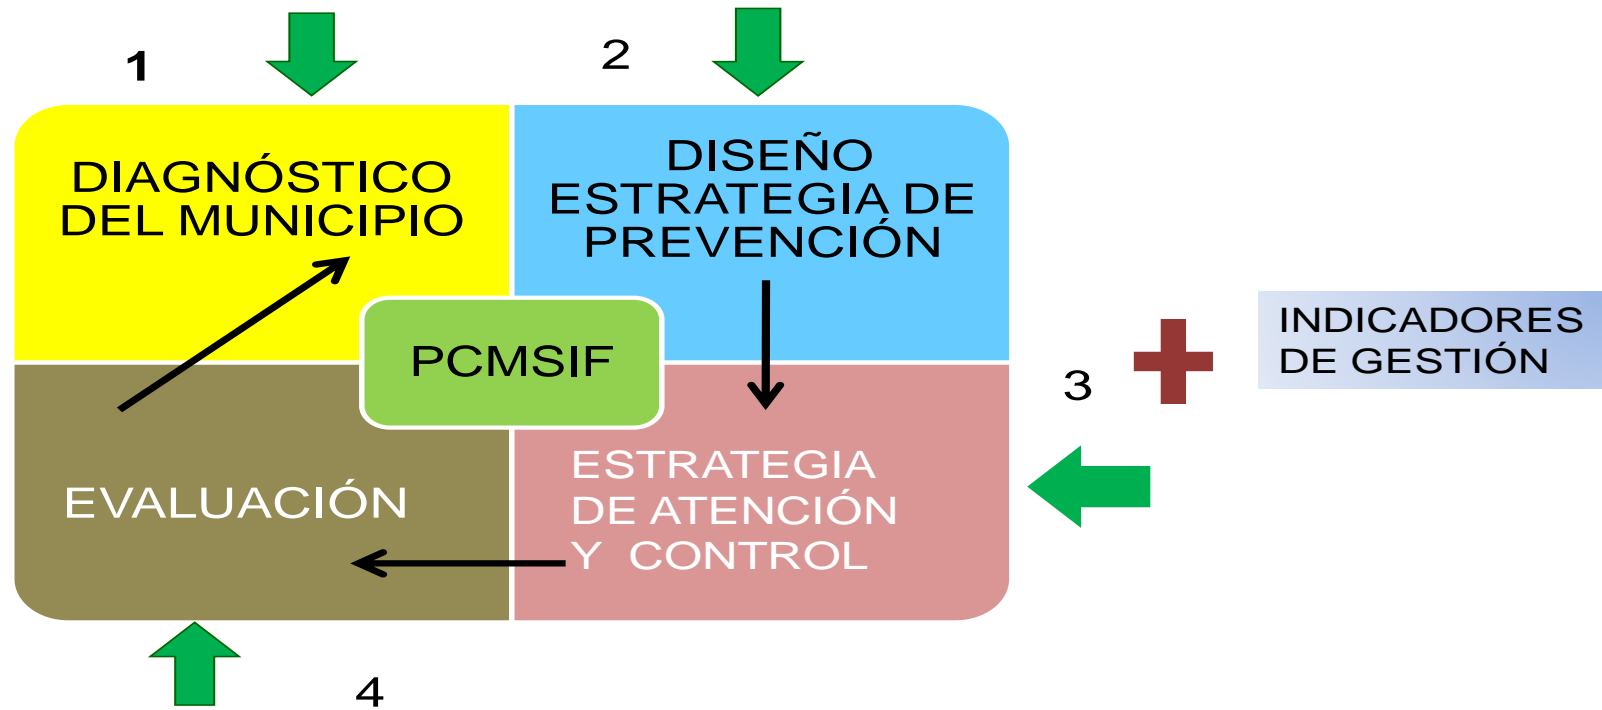 1
2
DIAGNÓSTICO
DEL MUNICIPIO
DISEÑO
ESTRATEGIA DE
PREVENCIÓN
PCMSIF
3
INDICADORES
DE GESTIÓN
EVALUACIÓN
ESTRATEGIA
DE ATENCIÓN
Y CONTROL
4